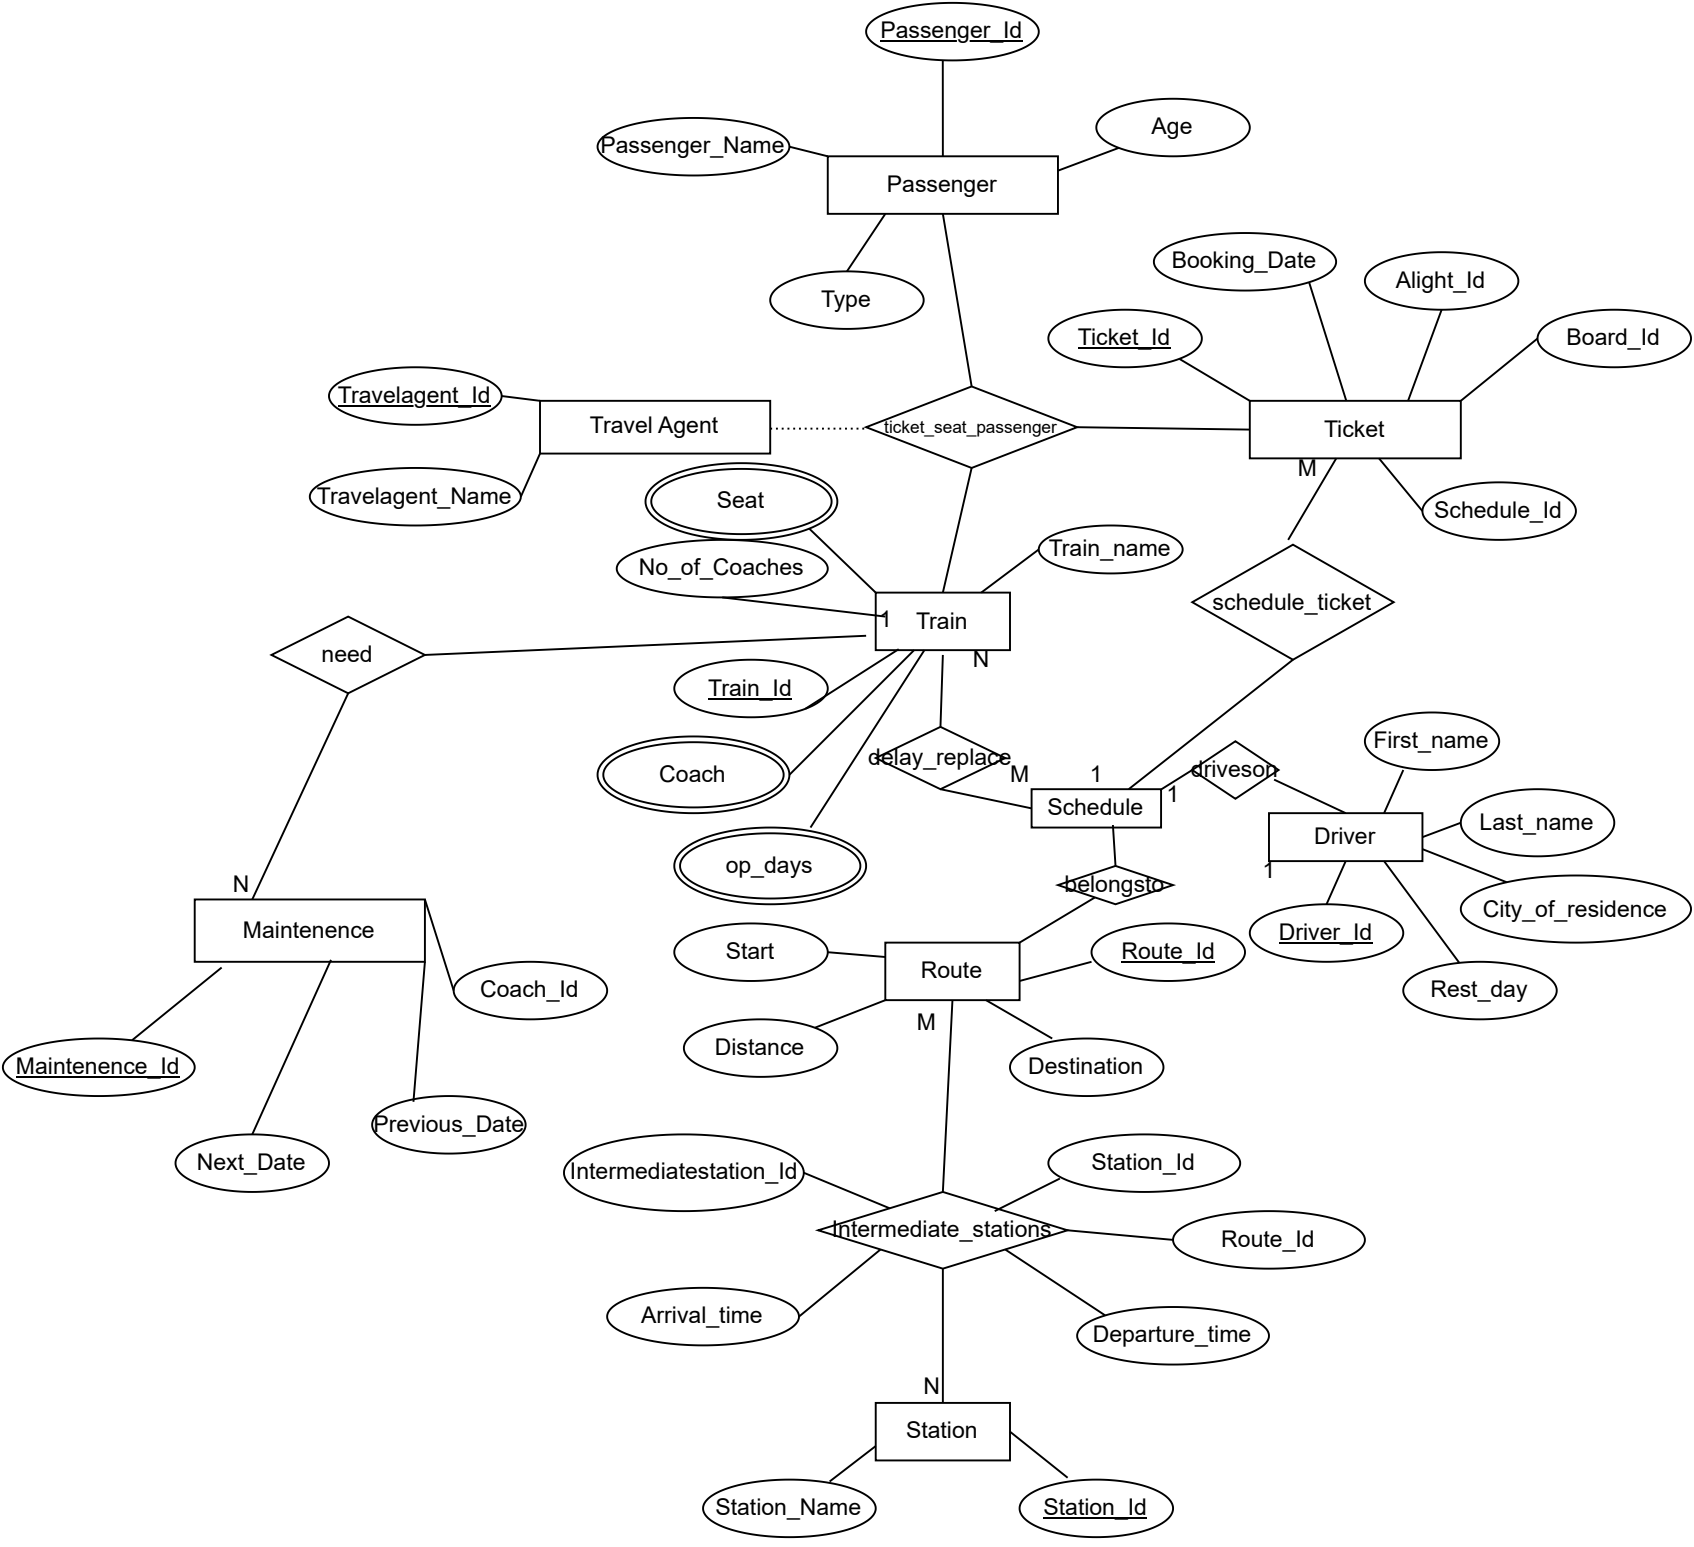 Passenger_Id
Age
Passenger_Name
Passenger
Booking_Date
Alight_Id
Type
Ticket_Id
Board_Id
Travelagent_Id
Travel Agent
ticket_seat_passenger
Ticket
M
Travelagent_Name
Seat
Schedule_Id
Train_name
No_of_Coaches
schedule_ticket
1
Train
need
N
Train_Id
First_name
delay_replace
driveson
Coach
M
1
1
Schedule
Last_name
Driver
op_days
1
N
belongsto
City_of_residence
Maintenence
Driver_Id
Start
Route_Id
Route
Coach_Id
Rest_day
M
Distance
Destination
Maintenence_Id
Previous_Date
Next_Date
Intermediatestation_Id
Station_Id
Intermediate_stations
Route_Id
Arrival_time
Departure_time
N
Station
Station_Name
Station_Id